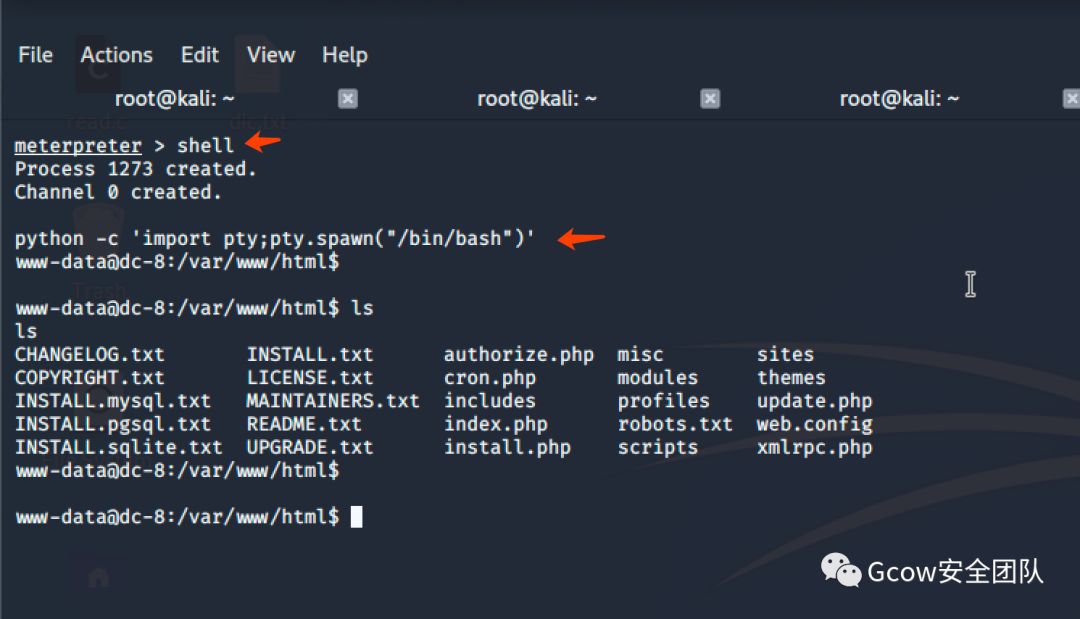 File Actions Edit View Help
root@kali: ~ root@kali: ~ root@kali: ~
read.c dic.txt
meterpreter > shell
Process 1273 created.
Channel 0 created.
python -c 'import pty;pty.spawn("/bin/bash")'
www-data@dc-8:/var/www/html$
Trash
www-data@dc-8:/var/www/html$ ls
ls
CHANGELOG.txt INSTALL.txt authorize.php misc sites
COPYRIGHT.txt LICENSE.txt cron.php modules themes
INSTALL.mysql.txt MAINTAINERS.txt includes profiles update.php
INSTALL.pgsql.txt README.txt index.php robots.txt web.config
INSTALL.sqlite.txt UPGRADE.txt install.php scripts xmlrpc.php
www-data@dc-8:/var/www/html$
www-data@dc-8:/var/www/html$
Gcow安全团队